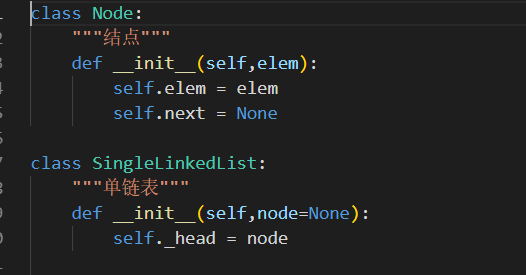 class Node:
    """结点"""
    def __init__(self,elem):
        self.elem = elem
        self.next = None

class SingleLinkedList:
    """单链表"""
    def __init__(self,node=None):
        self._head = node